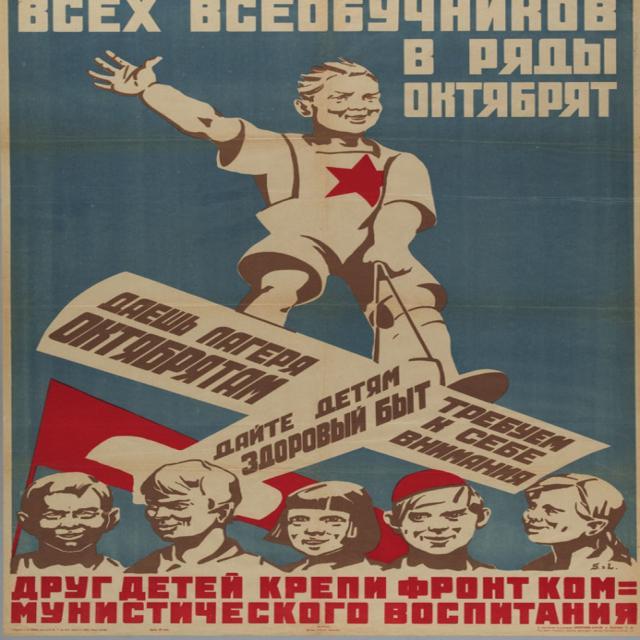 ВСЕХ ВСЕОБУЧНИКОВ
В РЯДЫ
ОКТЯБРЯТ
ДАЕШЬ ЛАГЕРЯ
ОКТЯБРЯТАМ
ДАЙТЕ ДЕТЯМ
ЗДОРОВЫЙ БЫТ
ТРЕБУЕМ
К СЕБЕ
ВНИМАНИЯ
ДРУГ ДЕТЕЙ КРЕПИ ФРОНТ КОМ=
МУНИСТИЧЕСКОГО ВОСПИТАНИЯ